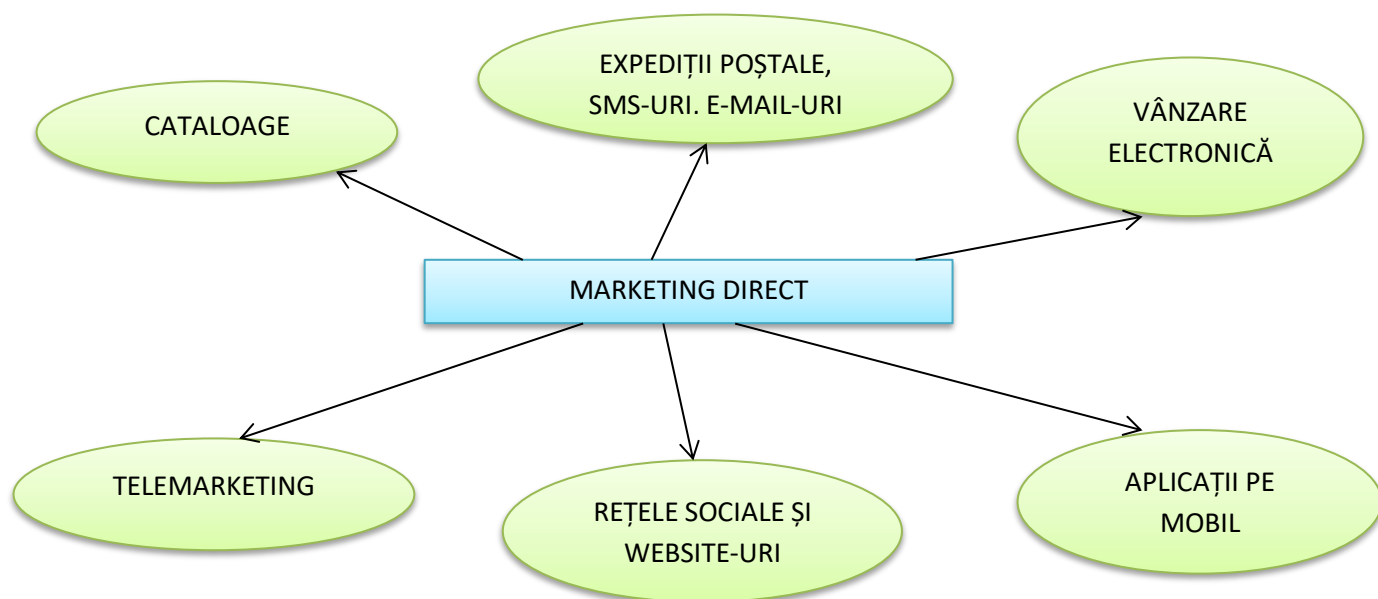 EXPEDIȚII POȘTALE,
SMS-URI. E-MAIL-URI
CATALOAGE
VÂNZARE
ELECTRONICĂ
MARKETING DIRECT
TELEMARKETING
REȚELE SOCIALE ȘI
WEBSITE-URI
APLICAȚII PE
MOBIL